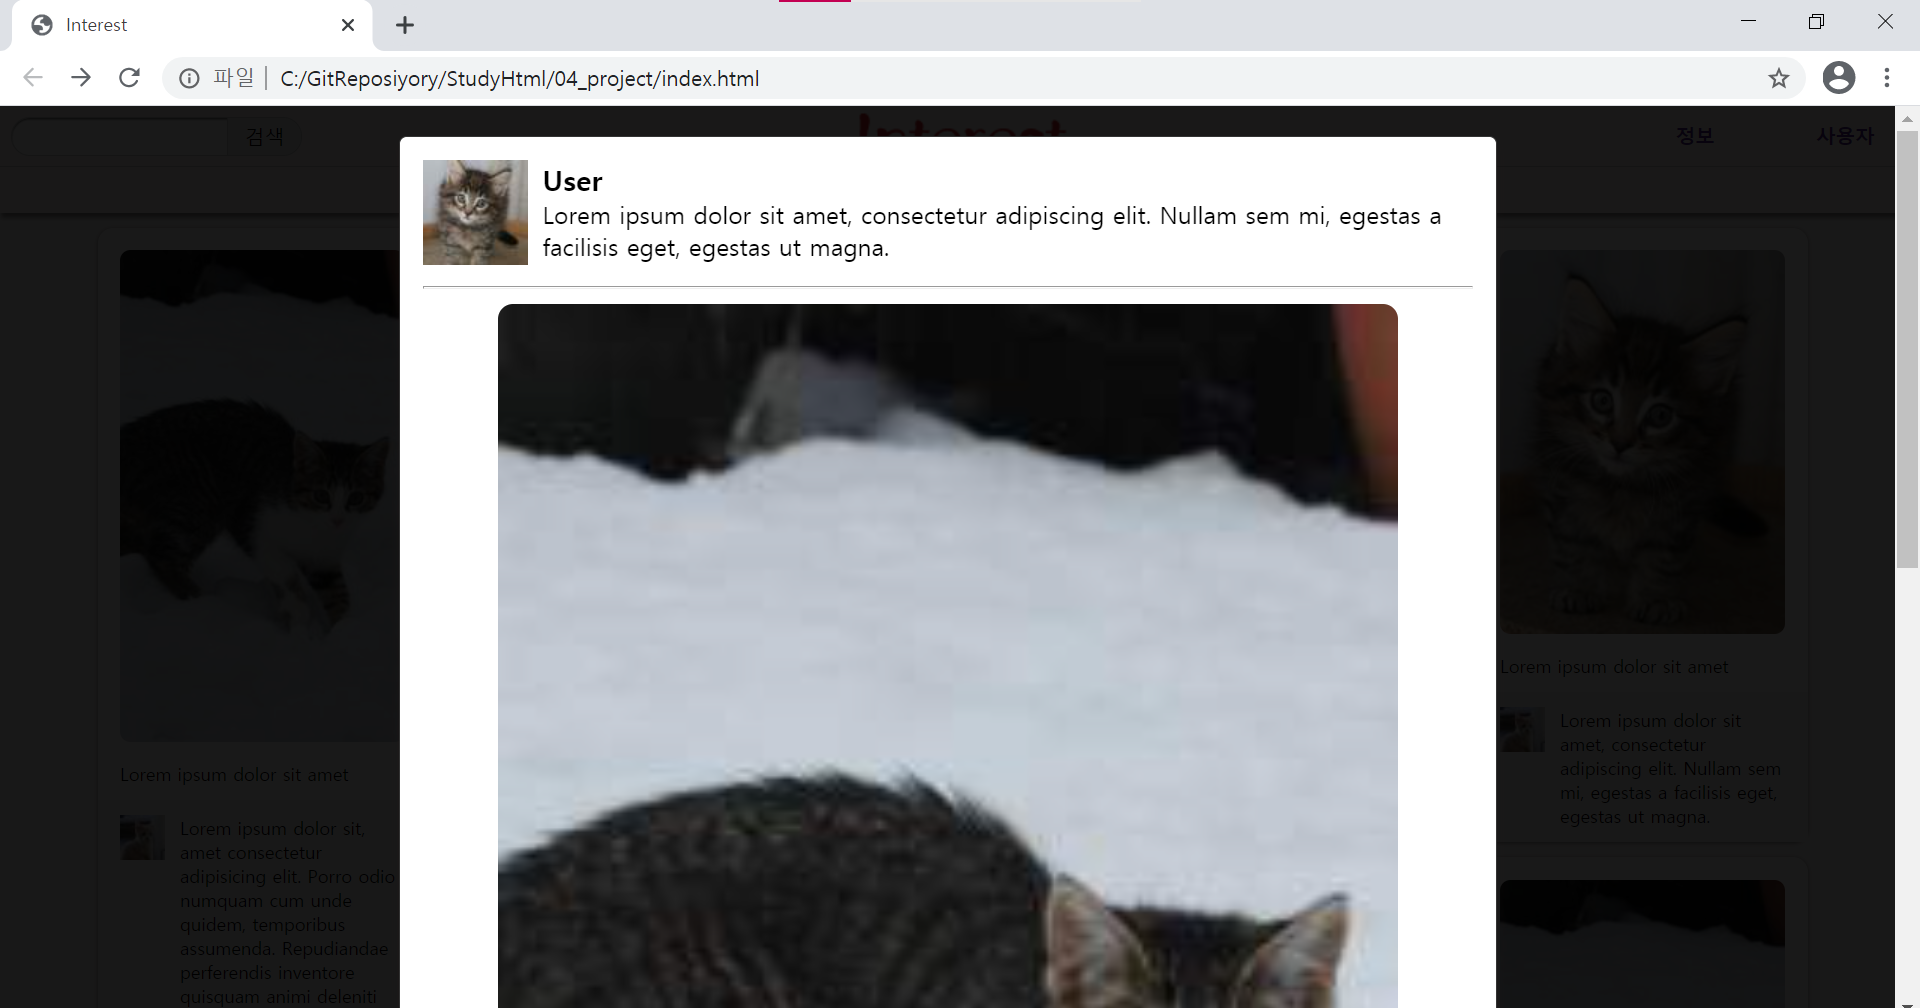 Interest
파일
C:/GitReposiyory/StudyHtml/04_project/index.html
검색
Interest
정보
사용자
User
Lorem ipsum dolor sit amet, consectetur adipiscing elit. Nullam sem mi, egestas a
facilisis eget, egestas ut magna.
Lorem ipsum dolor sit amet
Lorem ipsum dolor sit,
amet consectetur
adipisicing elit. Porro odio
numquam cum unde
quidem, temporibus
assumenda. Repudiandae
perferendis inventore
quisquam animi deleniti
Lorem ipsum dolor sit amet
Lorem ipsum dolor sit
amet, consectetur
adipiscing elit. Nullam sem
mi, egestas a facilisis eget,
egestas ut magna.